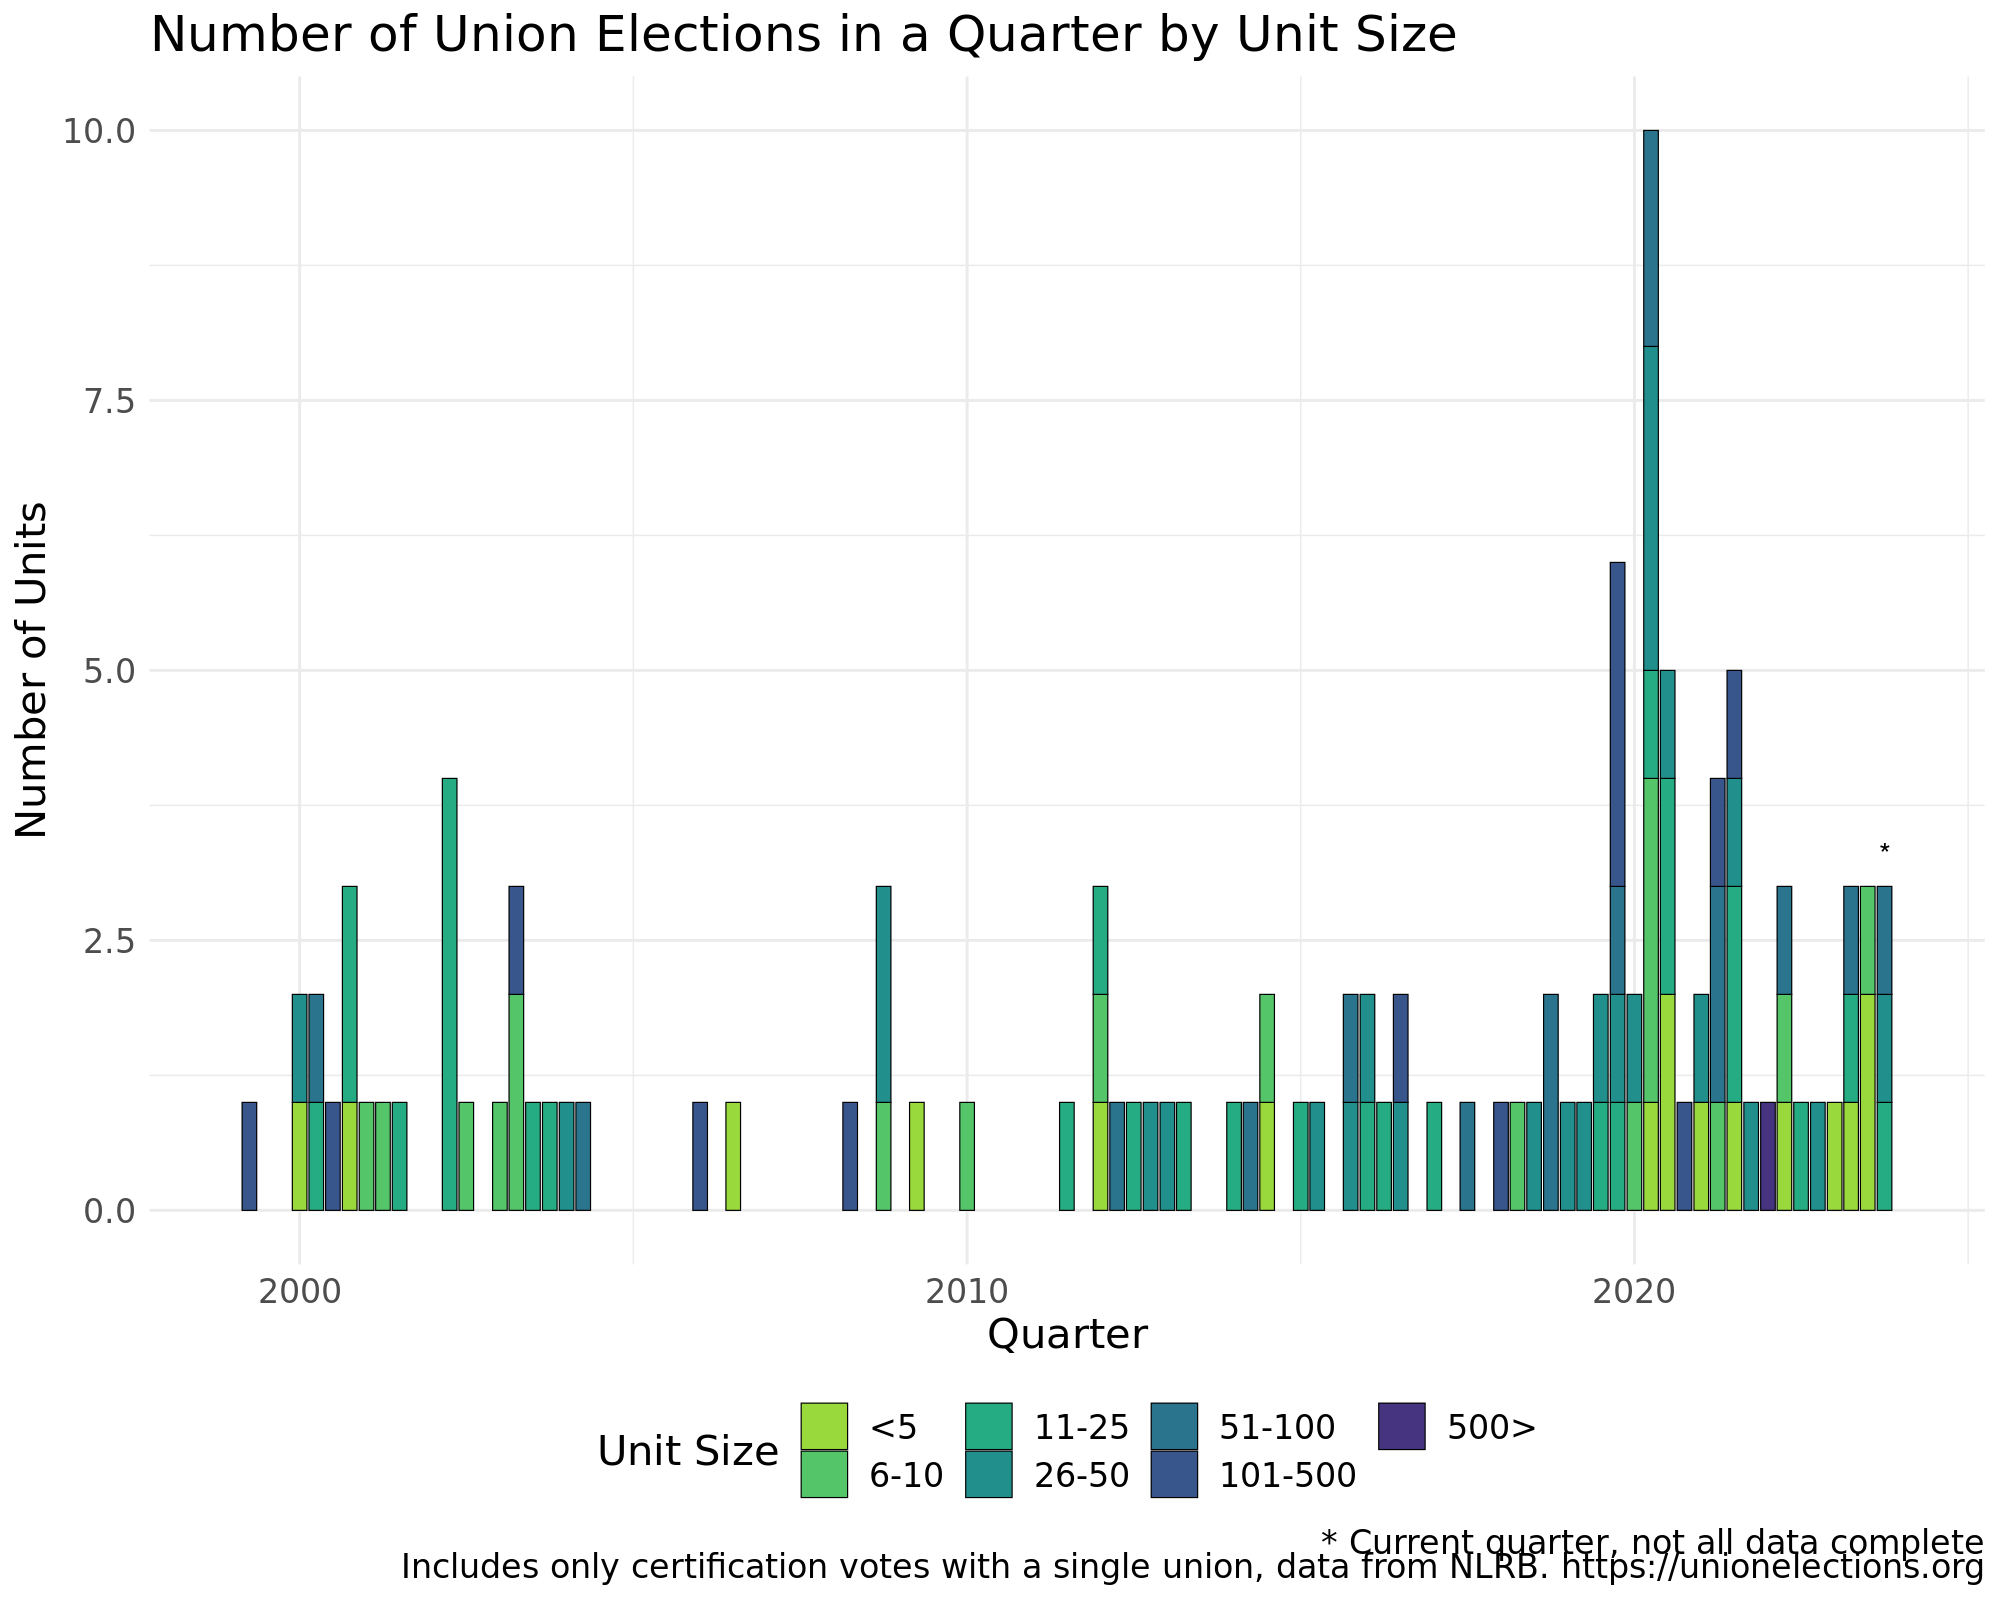 Number of Union Elections in a Quarter by Unit Size
Number of Units
10.0
7.5
5.0
2.5
0.0
*
2000
2010
2020
Quarter
Unit Size
<5
11-25
51-100
500>
6-10
26-50
101-500
* Current quarter, not all data complete
Includes only certification votes with a single union, data from NLRB. https://unionelections.org